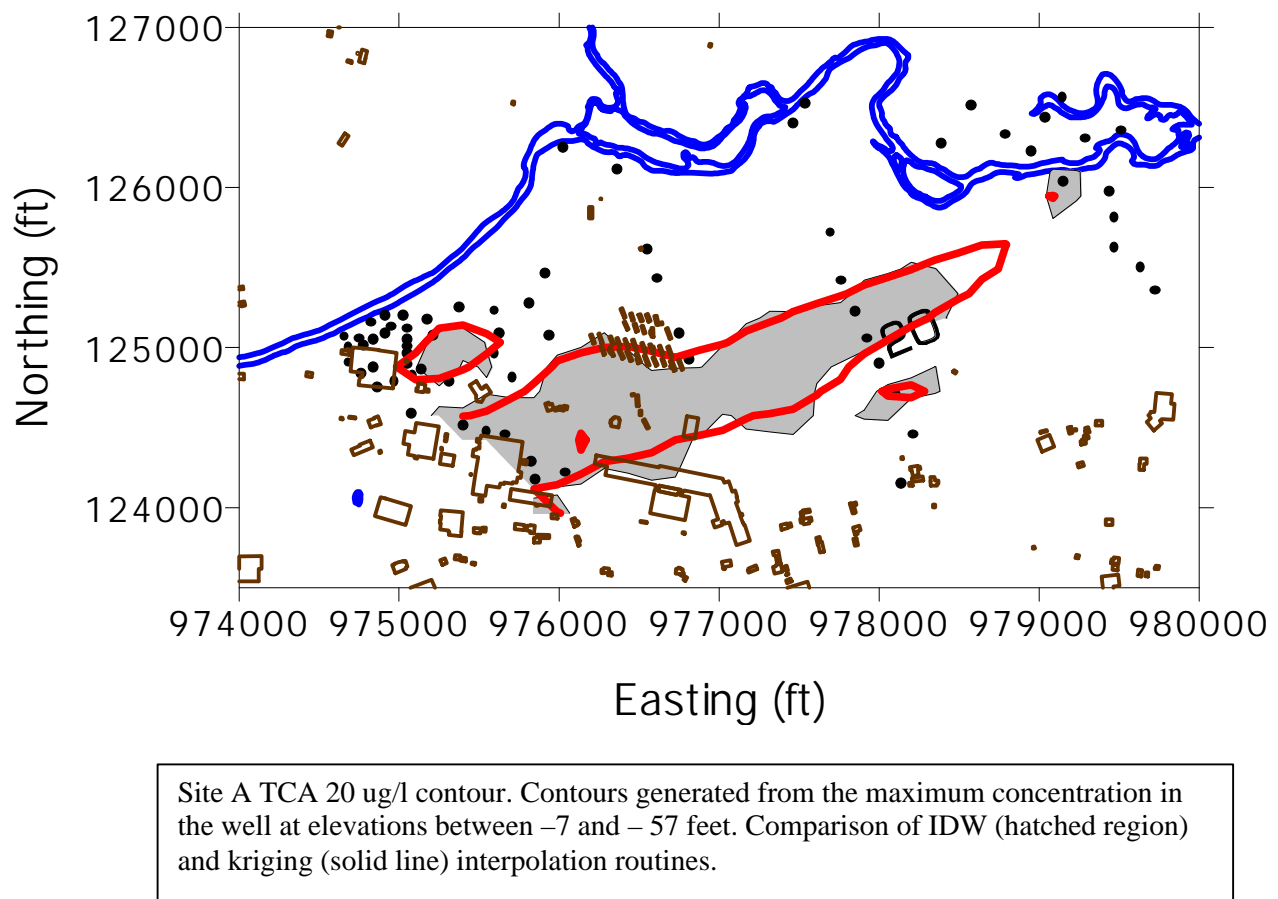 127000
126000
125000
124000
Northing (ft)
974000 975000 976000 977000 978000 979000 980000
Easting (ft)
Site A TCA 20 ug/l contour. Contours generated from the maximum concentration in
the well at elevations between –7 and – 57 feet. Comparison of IDW (hatched region)
and kriging (solid line) interpolation routines.